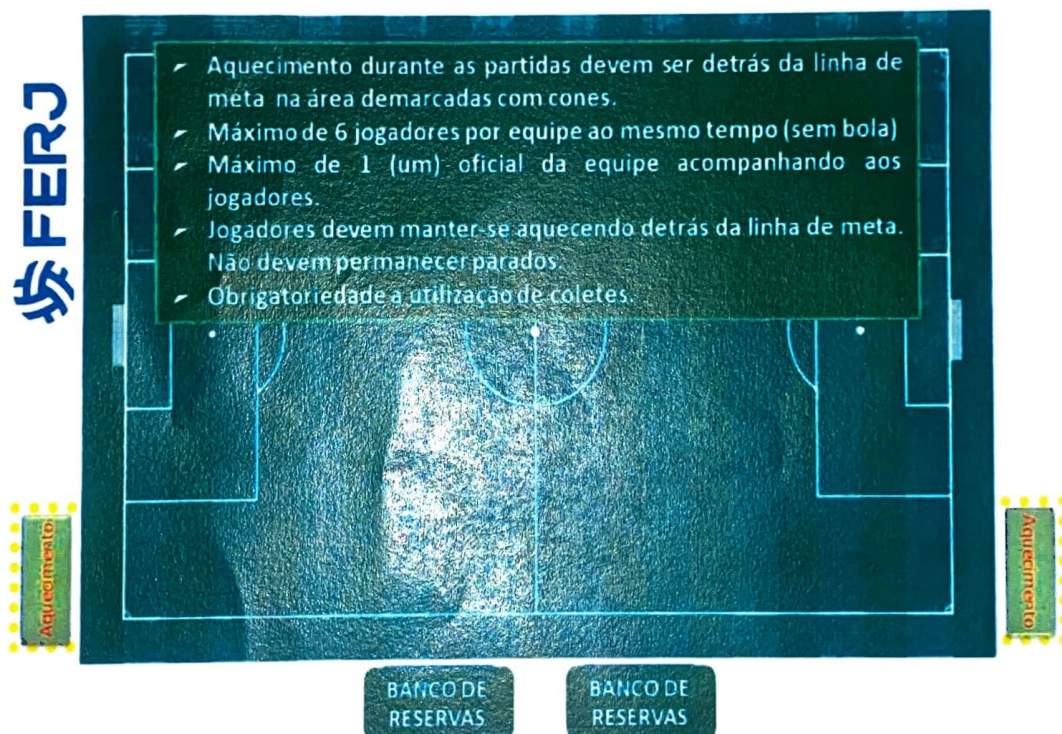 FERJ
Aquecimento durante as partidas devem ser detrás da linha de
meta na área demarcadas com cones.
Máximo de 6 jogadores por equipe ao mesmo tempo (sem bola)
Máximo de 1 (um) oficial da equipe acompanhando aos
jogadores.
Jogadores devem manter-se aquecendo detrás da linha de meta.
Não devem permanecer parados.
Obrigatoriedade a utilização de coletes.
Aquecimento
Aquecimento
BANCO DE
RESERVAS
BANCO DE
RESERVAS